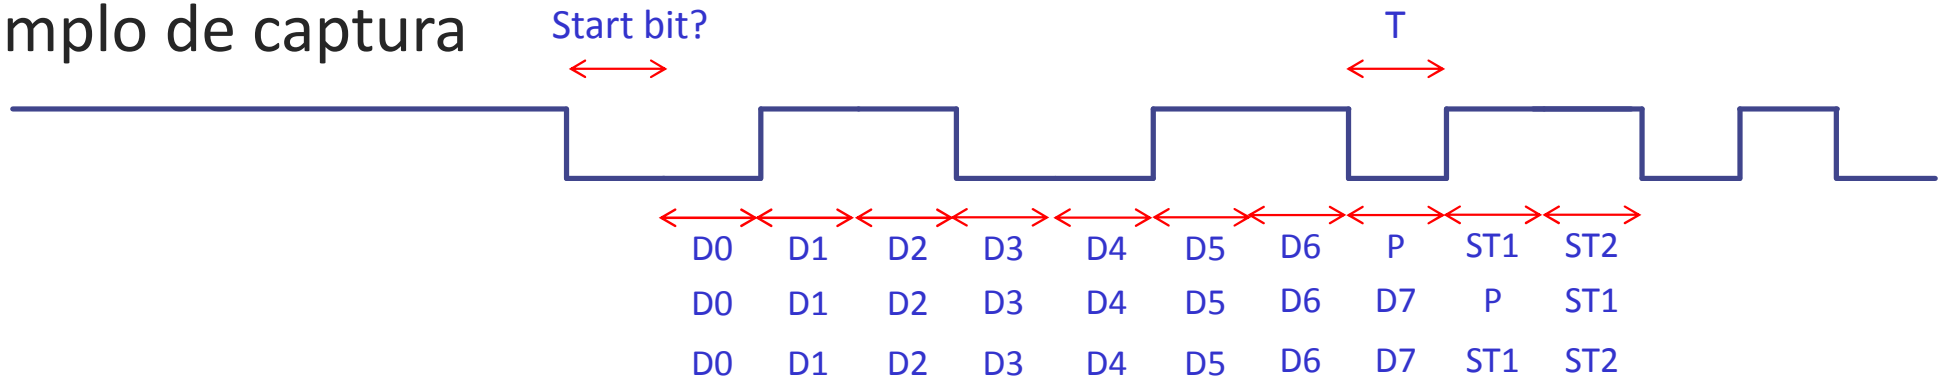 mplo de captura
Start bit?
T
D0 D1 D2 D3 D4 D5 D6 P ST1 ST2
D0 D1 D2 D3 D4 D5 D6 D7 P ST1
D0 D1 D2 D3 D4 D5 D6 D7 ST1 ST2